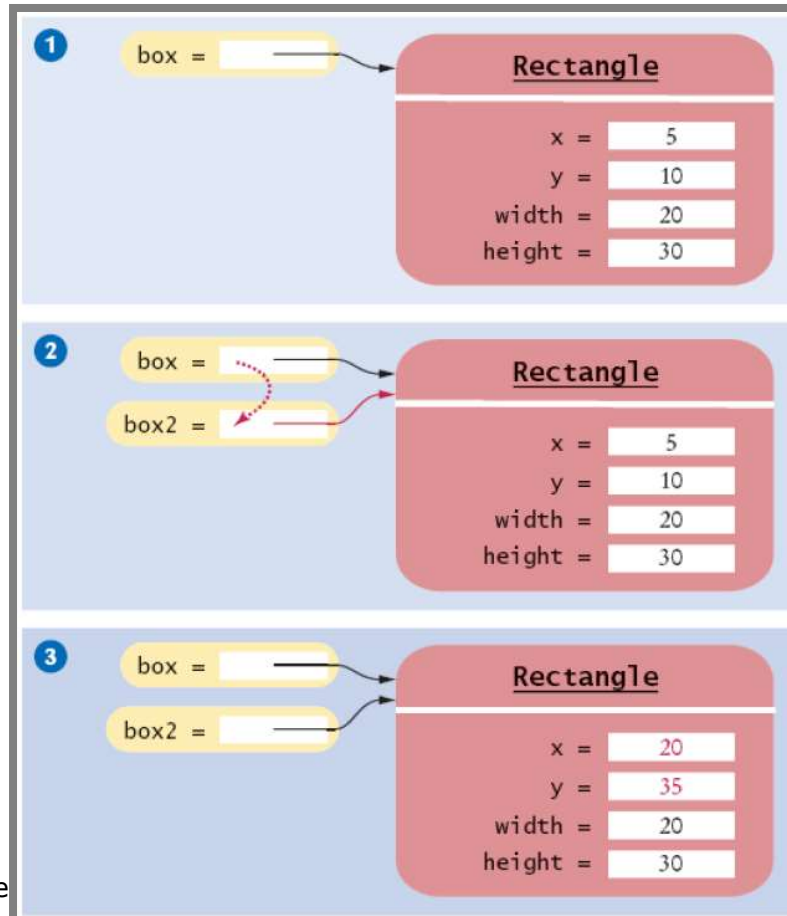 1
box =
Rectangle
x = 5
y = 10
width = 20
height = 30
2
box =
box2 =
Rectangle
x = 5
y = 10
width = 20
height = 30
3
box =
box2 =
Rectangle
x = 20
y = 35
width = 20
height = 30
e